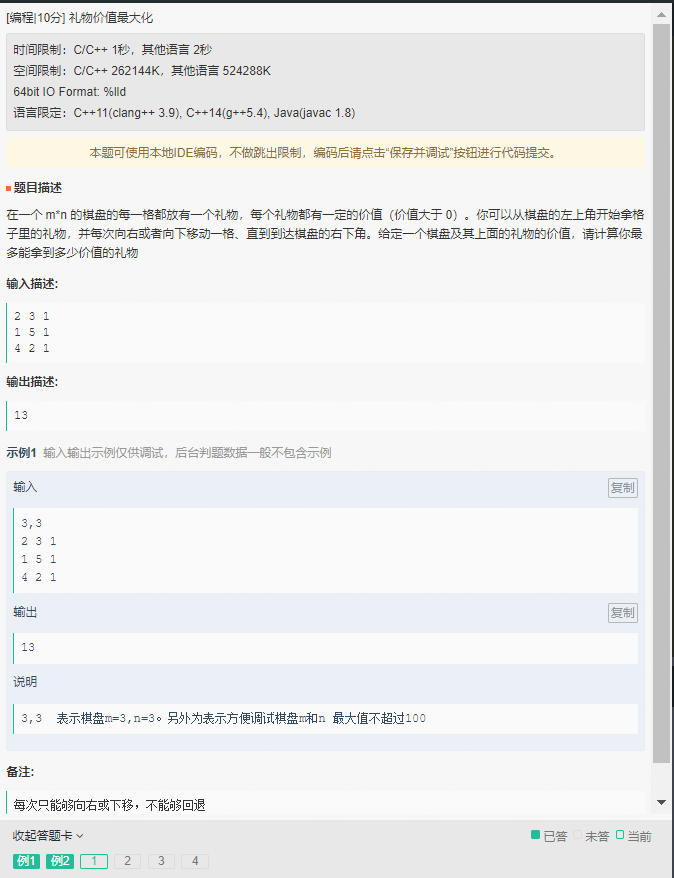 [编程|10分] 礼物价值最大化
时间限制：C/C++ 1秒，其他语言 2秒
空间限制：C/C++ 262144K，其他语言 524288K
64bit IO Format: %lld
语言限定：C++11(clang++ 3.9), C++14(g++5.4), Java(javac 1.8)
本题可使用本地IDE编码，不做跳出限制，编码后请点击“保存并调试”按钮进行代码提交。
题目描述
在一个 m*n 的棋盘的每一格都放有一个礼物，每个礼物都有一定的价值（价值大于 0）。你可以从棋盘的左上角开始拿格
子里的礼物，并每次向右或者向下移动一格、直到到达棋盘的右下角。给定一个棋盘及其上面的礼物的价值，请计算你最
多能拿到多少价值的礼物
输入描述:
2 3 1
1 5 1
4 2 1
输出描述:
13
示例1 输入输出示例仅供调试，后台判题数据一般不包含示例
输入 复制
3,3
2 3 1
1 5 1
4 2 1
输出 复制
13
说明
3,3 表示棋盘m=3,n=3。另外为表示方便调试棋盘m和n 最大值不超过100
备注:
每次只能够向右或下移，不能够回退
收起答题卡 已答 未答 当前
例1 例2 1 2 3 4